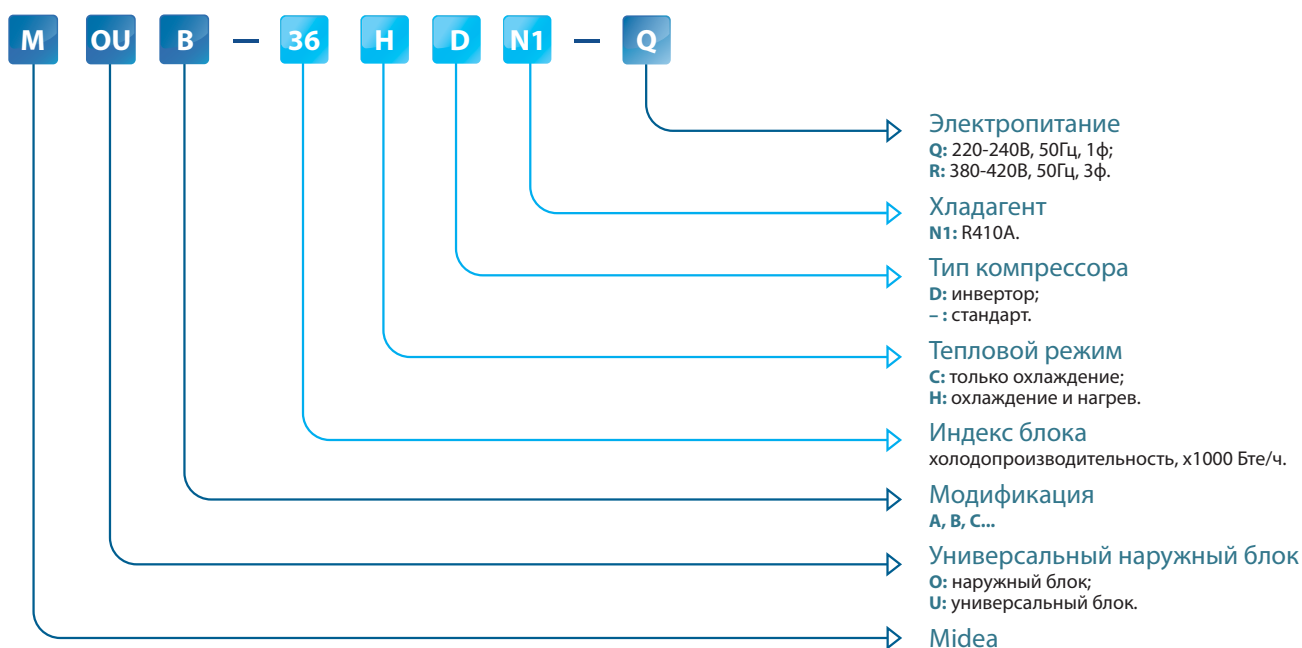 M OU B – 36 H D N1 – Q
Электропитание
Q: 220-240В, 50Гц, 1ф;
R: 380-420В, 50Гц, 3ф.
Хладагент
N1: R410A.
Тип компрессора
D: инвертор;
– : стандарт.
Тепловой режим
C: только охлаждение;
H: охлаждение и нагрев.
Индекс блока
холодопроизводительность, х1000 Бте/ч.
Модификация
A, B, C...
Универсальный наружный блок
O: наружный блок;
U: универсальный блок.
Midea